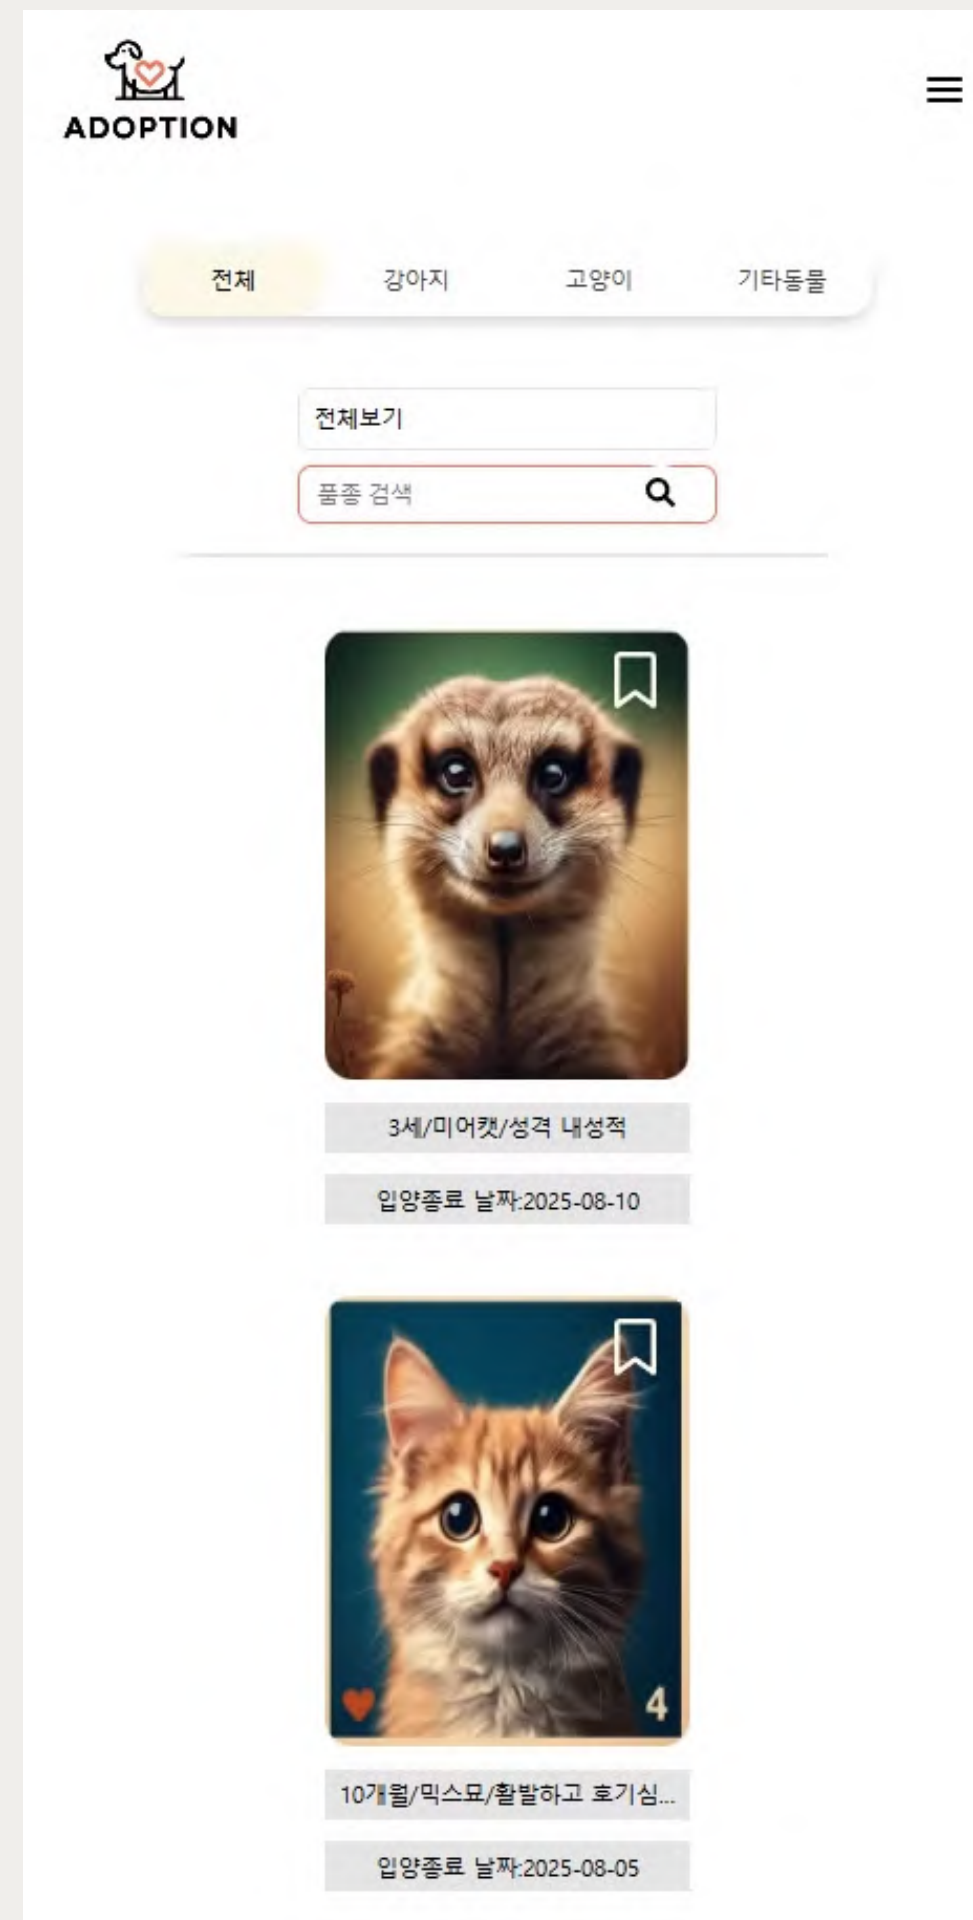 ADOPTION
전체 강아지 고양이 기타동물
전체보기
품종 검색
3세/미어캣/성격 내성적
입양종료 날짜:2025-08-10
4
10개월/믹스묘/활발하고 호기심...
입양종료 날짜:2025-08-05